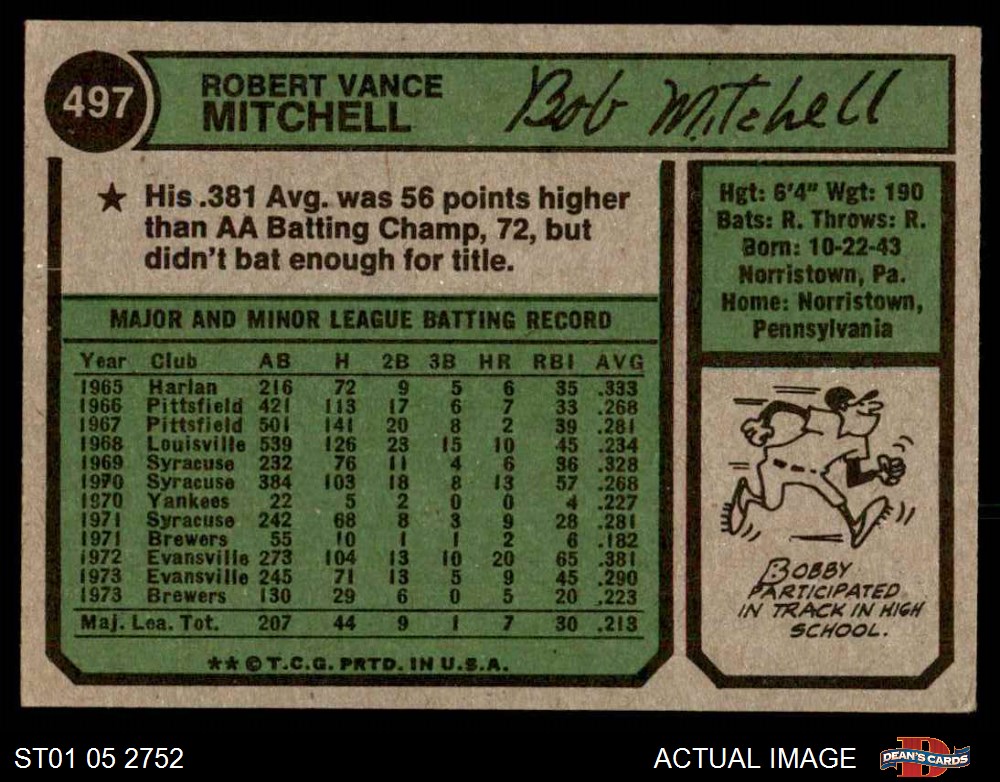 497
ROBERT VANCE
MITCHELL
Bob Mitchell
★ His .381 Avg. was 56 points higher
than AA Batting Champ, 72, but
didn't bat enough for title.
MAJOR AND MINOR LEAGUE BATTING RECORD
Year Club AB H 2B 3B HR RBI AVG
1965 Harlan 216 72 9 5 6 35 .333
1966 Pittsfield 421 113 17 6 7 33 .268
1967 Pittsfield 501 141 20 8 2 39 .281
1968 Louisville 539 126 23 15 10 45 .234
1969 Syracuse 232 76 11 4 6 36 .328
1970 Syracuse 384 103 18 8 13 57 .268
1970 Yankees 22 5 2 0 0 4 .227
1971 Syracuse 242 68 8 3 9 28 .281
1971 Brewers 55 10 1 1 2 6 .182
1972 Evansville 273 104 13 10 20 65 .381
1973 Evansville 245 71 13 5 9 45 .290
1973 Brewers 130 29 6 0 5 20 .223
Maj. Lea. Tot. 207 44 9 1 7 30 .213
** © T.C.G. PRTD. IN U.S.A.
Hgt: 6'4" Wgt: 190
Bats: R. Throws: R.
Born: 10-22-43
Norristown, Pa.
Home: Norristown,
Pennsylvania
BOBBY
PARTICIPATED
IN TRACK IN HIGH
SCHOOL.
ST01 05 2752
ACTUAL IMAGE
DEAN'S CARDS